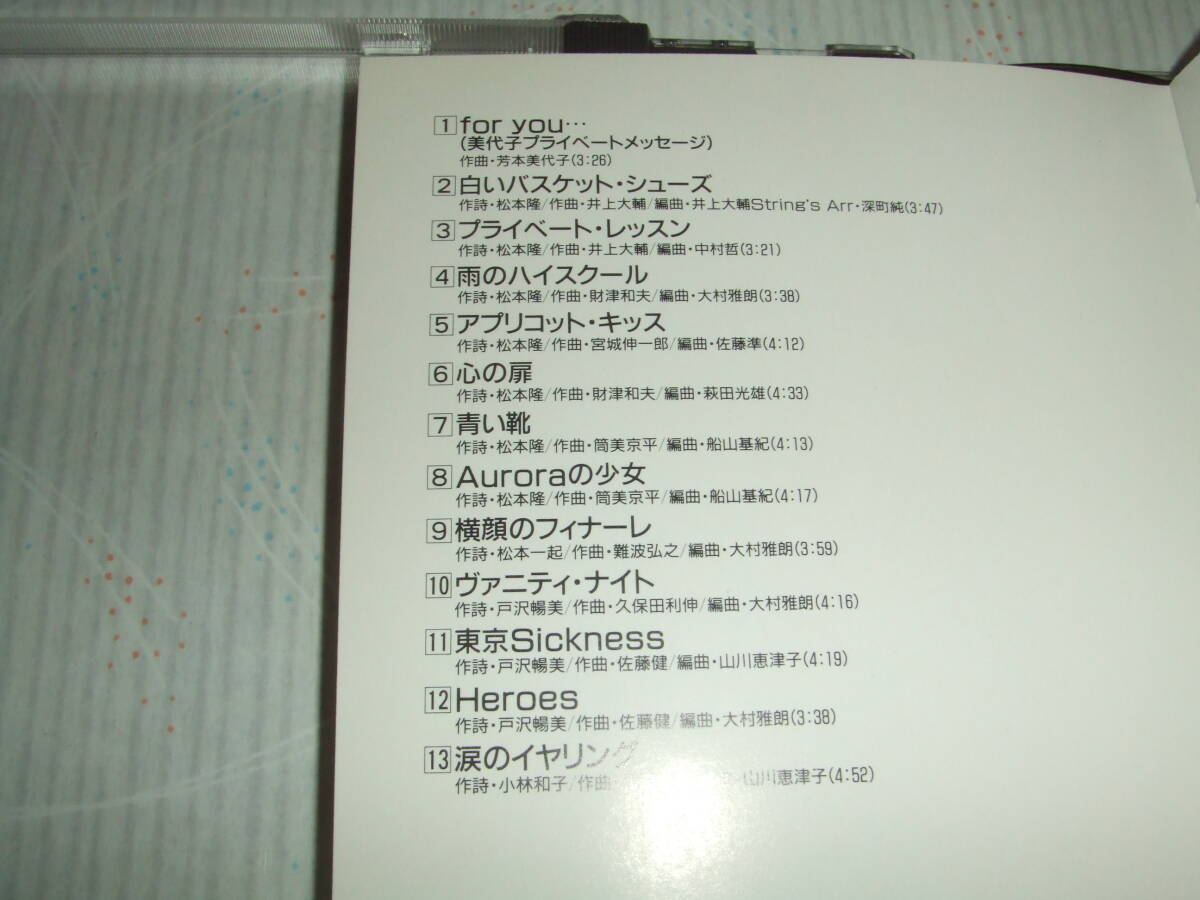 1 for you…
(美代子プライベートメッセージ)
作曲・芳本美代子(3:26)
2 白いバスケット・シューズ
作詩・松本隆/作曲・井上大輔/編曲・井上大輔String's Arr・深町純(3:47)
3 プライベート・レッスン
作詩・松本隆/作曲・井上大輔/編曲・中村哲(3:21)
4 雨のハイスクール
作詩・松本隆/作曲・財津和夫/編曲・大村雅朗(3:38)
5 アプリコット・キッス
作詩・松本隆/作曲・宮城伸一郎/編曲・佐藤準(4:12)
6 心の扉
作詩・松本隆/作曲・財津和夫/編曲・萩田光雄(4:33)
7 青い靴
作詩・松本隆/作曲・筒美京平/編曲・船山基紀(4:13)
8 Auroraの少女
作詩・松本隆/作曲・筒美京平/編曲・船山基紀(4:17)
9 横顔のフィナーレ
作詩・松本一起/作曲・難波弘之/編曲・大村雅朗(3:59)
10 ヴァニティ・ナイト
作詩・戸沢暢美/作曲・久保田利伸/編曲・大村雅朗(4:16)
11 東京Sickness
作詩・戸沢暢美/作曲・佐藤健/編曲・山川恵津子(4:19)
12 Heroes
作詩・戸沢暢美/作曲・佐藤健/編曲・大村雅朗(3:38)
13 涙のイヤリング
作詩・小林和子/作曲 山川恵津子(4:52)